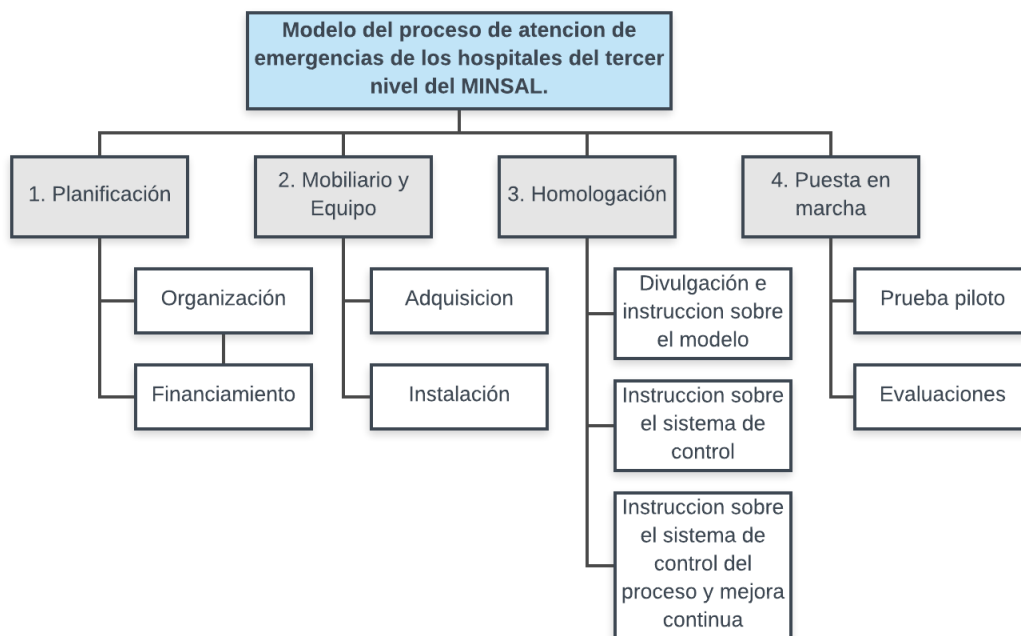 Modelo del proceso de atencion de
emergencias de los hospitales del tercer
nivel del MINSAL.
1. Planificación
2. Mobiliario y
Equipo
3. Homologación
4. Puesta en
marcha
Organización
Financiamiento
Adquisicion
Instalación
Divulgación e
instruccion sobre
el modelo
Instruccion sobre
el sistema de
control
Instruccion sobre
el sistema de
control del
proceso y mejora
continua
Prueba piloto
Evaluaciones